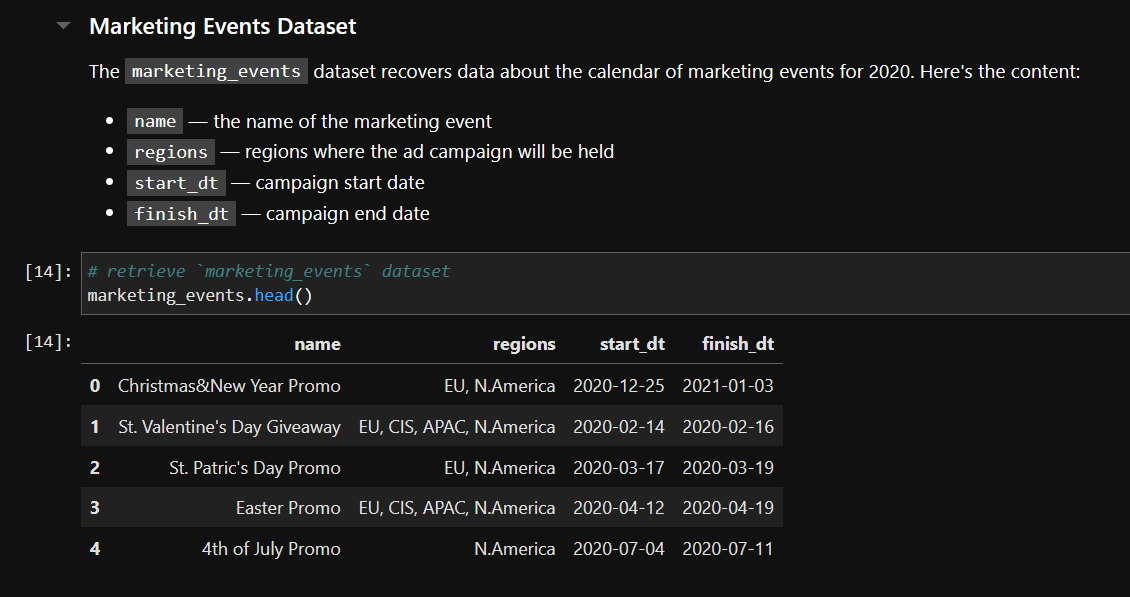 Marketing Events Dataset
The marketing_events dataset recovers data about the calendar of marketing events for 2020. Here's the content:
• name — the name of the marketing event
• regions — regions where the ad campaign will be held
• start_dt — campaign start date
• finish_dt — campaign end date
[14]: # retrieve `marketing_events` dataset
marketing_events.head()
[14]: name regions start_dt finish_dt
0 Christmas&New Year Promo EU, N.America 2020-12-25 2021-01-03
1 St. Valentine's Day Giveaway EU, CIS, APAC, N.America 2020-02-14 2020-02-16
2 St. Patric's Day Promo EU, N.America 2020-03-17 2020-03-19
3 Easter Promo EU, CIS, APAC, N.America 2020-04-12 2020-04-19
4 4th of July Promo N.America 2020-07-04 2020-07-11